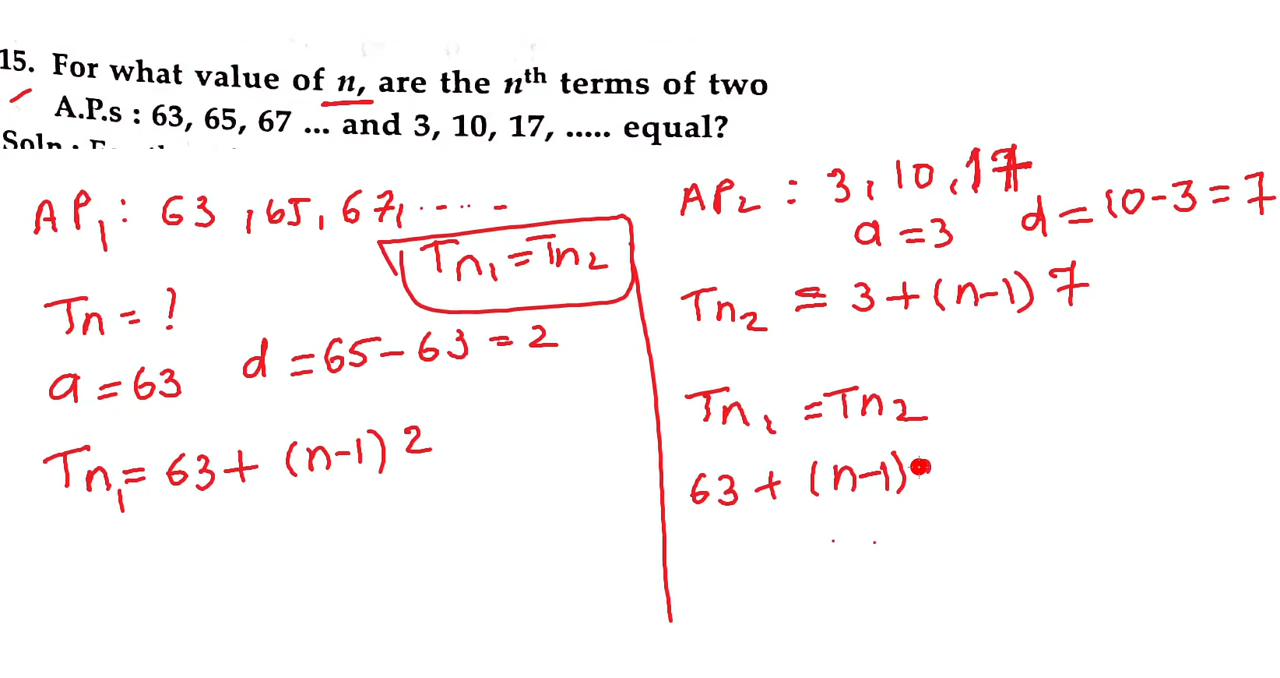 15. For what value of n, are the nth terms of two
A.P.s : 63, 65, 67 ... and 3, 10, 17, ..... equal?
Soln :
AP1 : 63 , 65, 67, .....
Tn1 = Tn2
Tn = ?
a = 63 d = 65 - 63 = 2
Tn1 = 63 + (n-1) 2
AP2 : 3, 10, 17
a = 3 d = 10 - 3 = 7
Tn2 = 3 + (n-1) 7
Tn1 = Tn2
63 + (n-1)